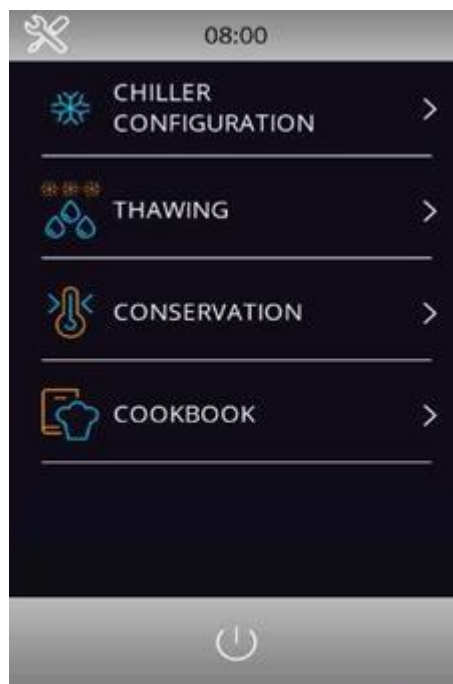 08:00
CHILLER
CONFIGURATION
THAWING
CONSERVATION
COOKBOOK